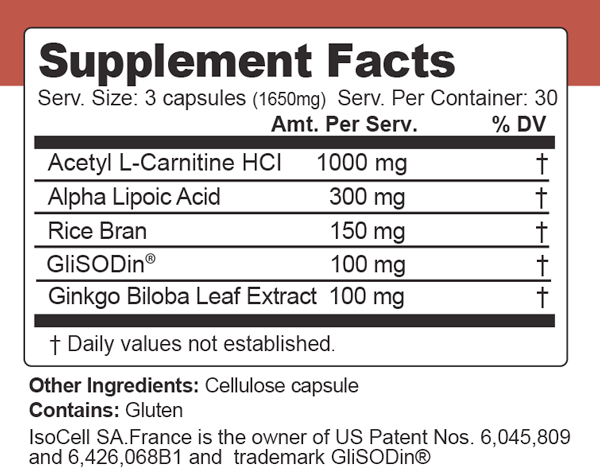 Supplement Facts
Serv. Size: 3 capsules (1650mg) Serv. Per Container: 30
Amt. Per Serv. % DV
Acetyl L-Carnitine HCI 1000 mg †
Alpha Lipoic Acid 300 mg †
Rice Bran 150 mg †
GliSODin® 100 mg †
Ginkgo Biloba Leaf Extract 100 mg †
† Daily values not established.
Other Ingredients: Cellulose capsule
Contains: Gluten
IsoCell SA.France is the owner of US Patent Nos. 6,045,809
and 6,426,068B1 and trademark GliSODin®